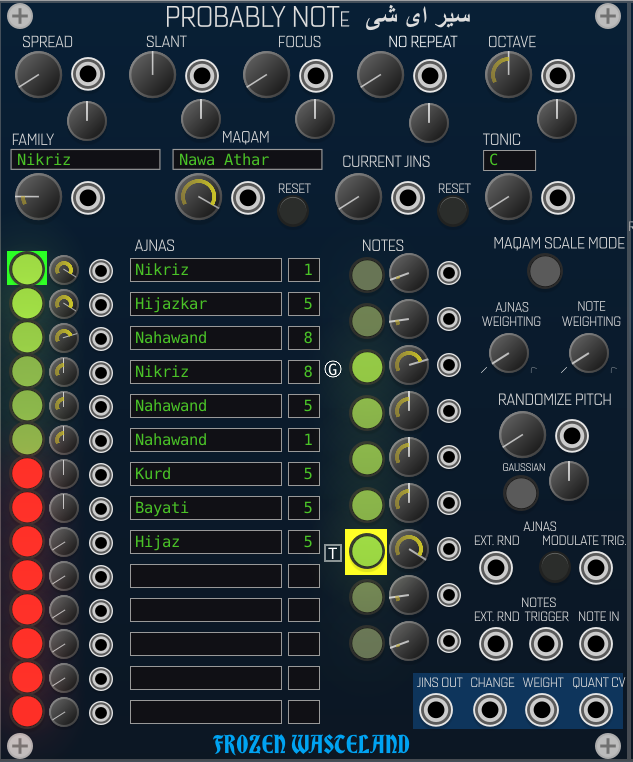 PROBABLY NOTE سير ای شی
SPREAD SLANT FOCUS NO REPEAT OCTAVE
FAMILY MAQAM TONIC
Nikriz Nawa Athar CURRENT JINS C
RESET RESET
AJNAS NOTES MAQAM SCALE MODE
Nikriz 1
Hijazkar 5
Nahawand 8
Nikriz 8 G
Nahawand 5
Nahawand 1
Kurd 5
Bayati 5
Hijaz 5
T
AJNAS WEIGHTING
NOTE WEIGHTING
RANDOMIZE PITCH
GAUSSIAN
AJNAS
EXT. RND MODULATE TRIG.
NOTES
EXT. RND TRIGGER NOTE IN
JINS OUT CHANGE WEIGHT QUANT CV
FROZEN WASTELAND